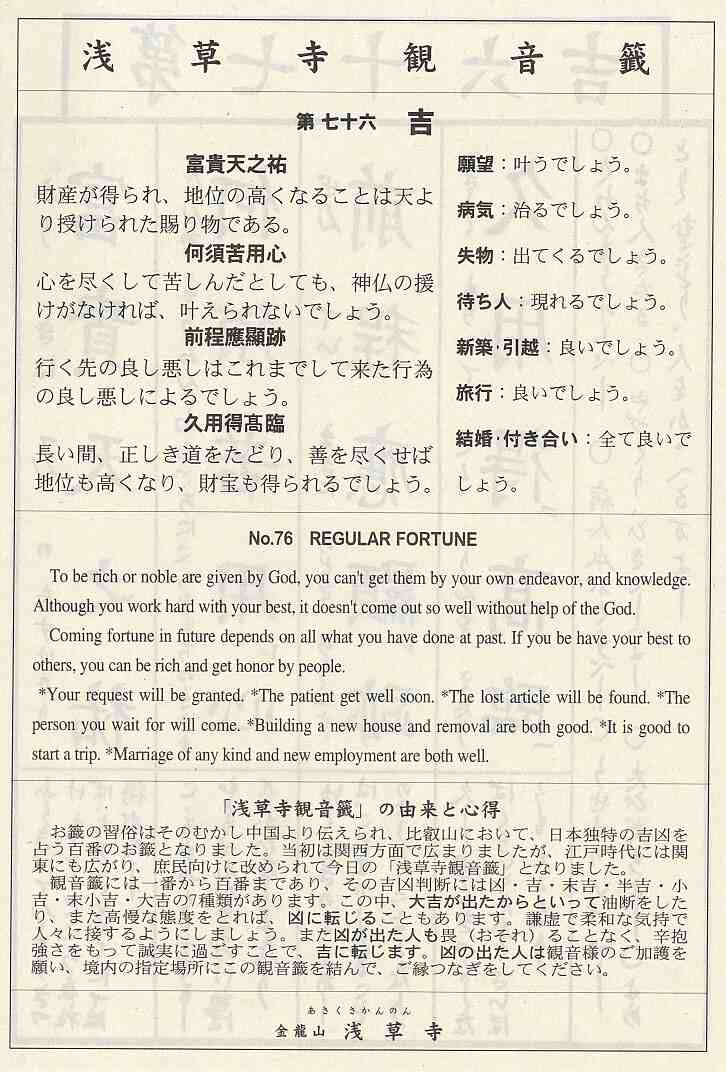 浅草寺観音籤
第七十六 吉
富貴天之祐
財産が得られ、地位の高くなることは天よ
り授けられた賜り物である。
何須苦用心
心を尽くして苦しんだとしても、神仏の援
けがなければ、叶えられないでしょう。
前程應顯跡
行く先の良し悪しはこれまでして来た行為
の良し悪しによるでしょう。
久用得髙臨
長い間、正しき道をたどり、善を尽くせば
地位も高くなり、財宝も得られるでしょう。
願望：叶うでしょう。
病気：治るでしょう。
失物：出てくるでしょう。
待ち人：現れるでしょう。
新築・引越：良いでしょう。
旅行：良いでしょう。
結婚・付き合い：全て良いで
しょう。
No.76 REGULAR FORTUNE
To be rich or noble are given by God, you can't get them by your own endeavor, and knowledge.
Although you work hard with your best, it doesn't come out so well without help of the God.
Coming fortune in future depends on all what you have done at past. If you be have your best to
others, you can be rich and get honor by people.
*Your request will be granted. *The patient get well soon. *The lost article will be found. *The
person you wait for will come. *Building a new house and removal are both good. *It is good to
start a trip. *Marriage of any kind and new employment are both well.
「浅草寺観音籤」の由来と心得
お籤の習俗はそのむかし中国より伝えられ、比叡山において、日本独特の吉凶を
占う百番のお籤となりました。当初は関西方面で広まりましたが、江戸時代には関
東にも広がり、庶民向けに改められて今日の「浅草寺観音籤」となりました。
観音籤には一番から百番まであり、その吉凶判断には凶・吉・末吉・半吉・小
吉・末小吉・大吉の7種類があります。この中、大吉が出たからといって油断をした
り、また高慢な態度をとれば、凶に転じることもあります。謙虚で柔和な気持で
人々に接するようにしましょう。また凶が出た人も畏（おそれ）ることなく、辛抱
強さをもって誠実に過ごすことで、吉に転じます。凶の出た人は観音様のご加護を
願い、境内の指定場所にこの観音籤を結んで、ご縁つなぎをしてください。
あさくさかんのん
金龍山 浅草寺